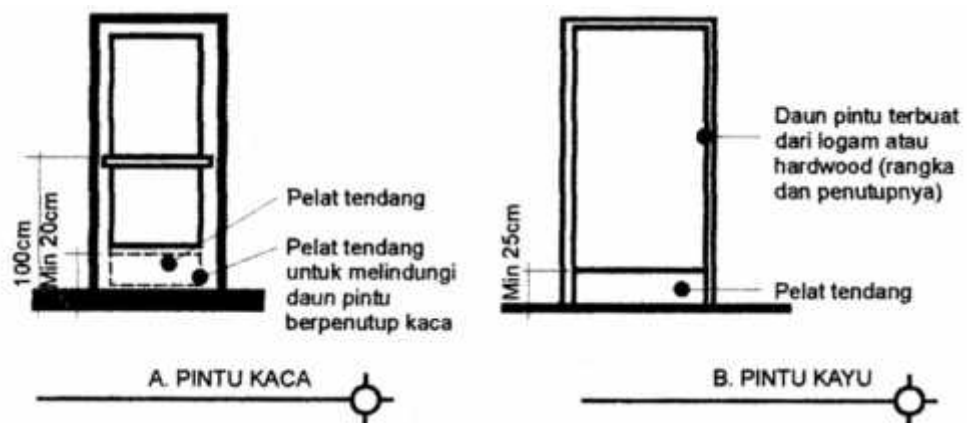 100cm
Min 20cm
Pelat tendang
Pelat tendang
untuk melindungi
daun pintu
berpenutup kaca
A. PINTU KACA
Min 25cm
Daun pintu terbuat
dari logam atau
hardwood (rangka
dan penutupnya)
Pelat tendang
B. PINTU KAYU